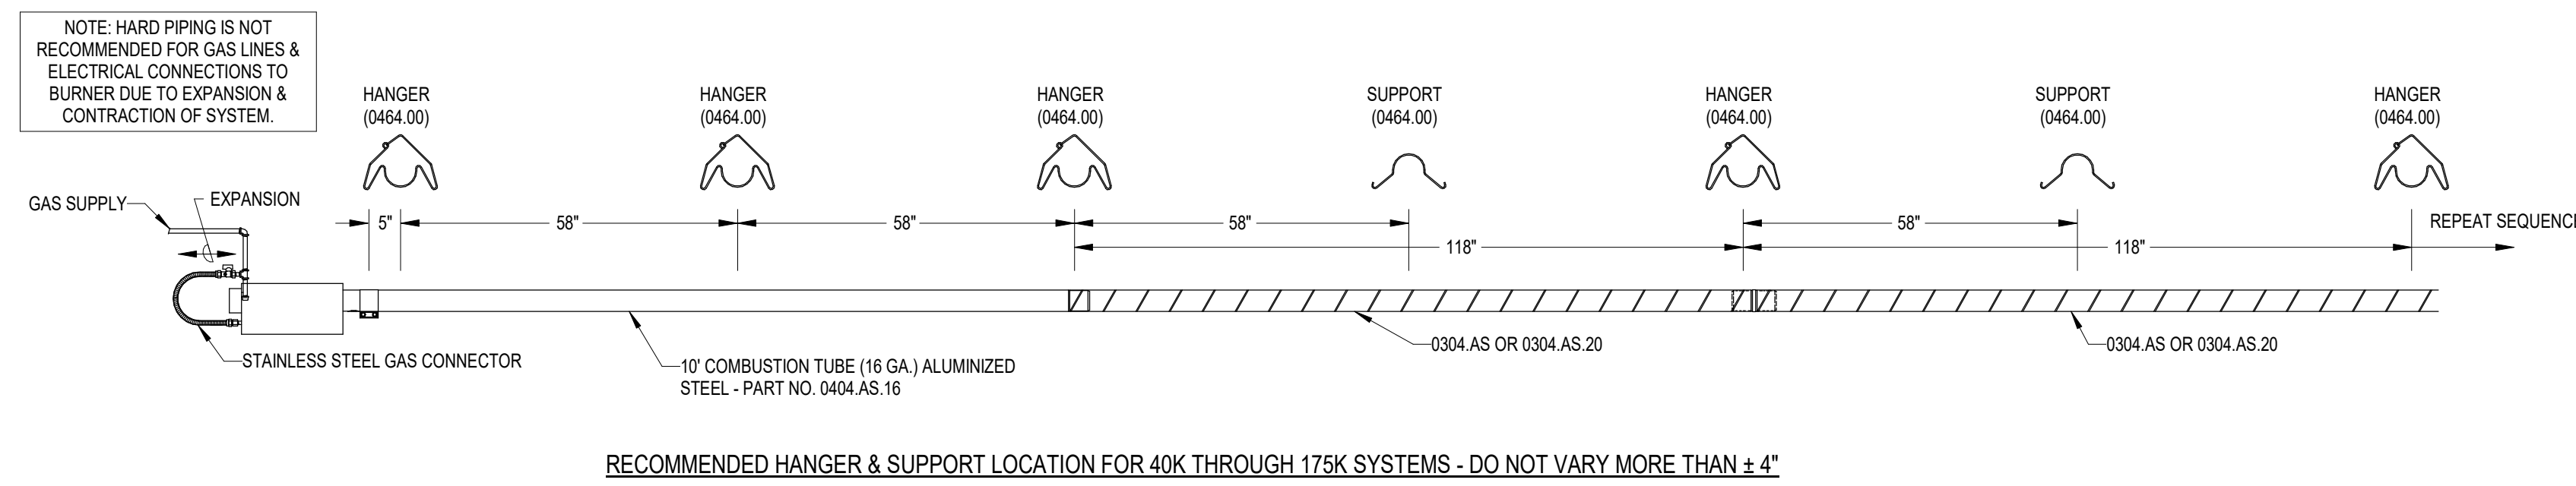 NOTE: HARD PIPING IS NOT
RECOMMENDED FOR GAS LINES &
ELECTRICAL CONNECTIONS TO
BURNER DUE TO EXPANSION &
CONTRACTION OF SYSTEM.
HANGER
(0464.00)
HANGER
(0464.00)
HANGER
(0464.00)
SUPPORT
(0464.00)
HANGER
(0464.00)
SUPPORT
(0464.00)
HANGER
(0464.00)
GAS SUPPLY
EXPANSION
5"
58"
58"
58"
58"
REPEAT SEQUENCE
118"
118"
STAINLESS STEEL GAS CONNECTOR
10' COMBUSTION TUBE (16 GA.) ALUMINIZED
STEEL - PART NO. 0404.AS.16
0304.AS OR 0304.AS.20
0304.AS OR 0304.AS.20
RECOMMENDED HANGER & SUPPORT LOCATION FOR 40K THROUGH 175K SYSTEMS - DO NOT VARY MORE THAN ± 4"